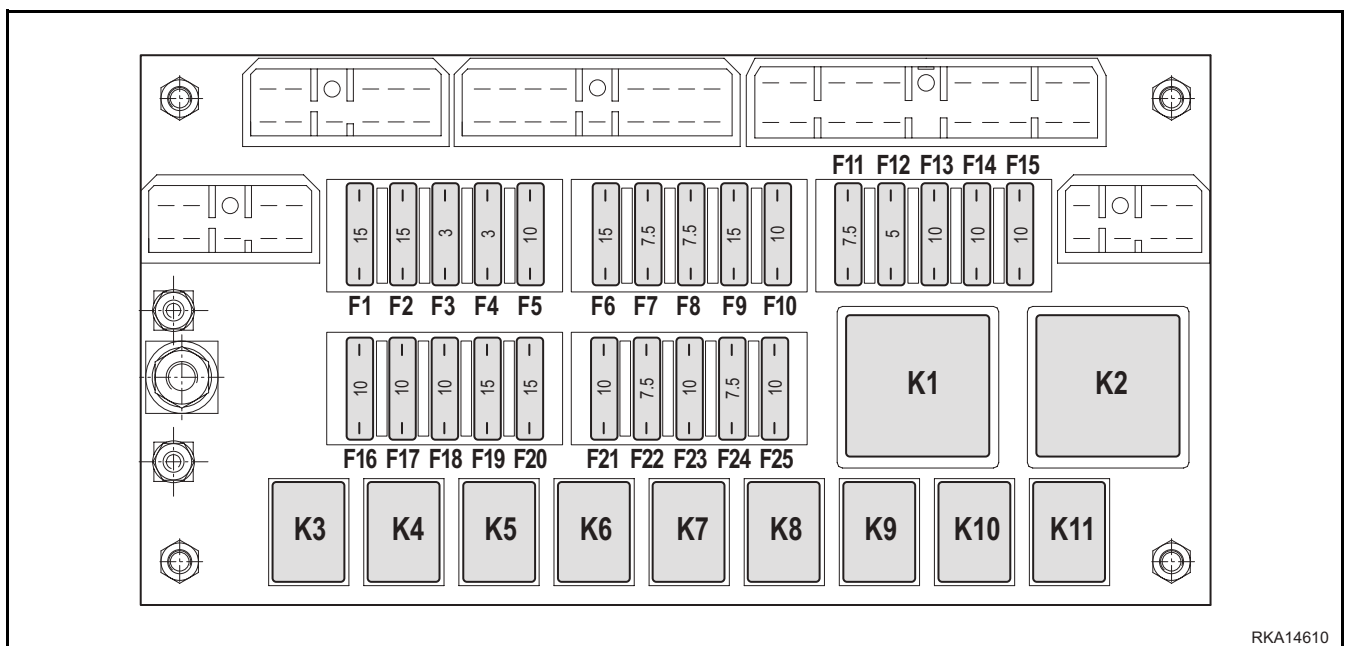 F11 F12 F13 F14 F15
15 15 3 3 10 15 7.5 7.5 15 10 7.5 5 10 10 10
F1 F2 F3 F4 F5 F6 F7 F8 F9 F10
K1 K2
10 10 10 15 15 10 7.5 10 7.5 10
F16 F17 F18 F19 F20 F21 F22 F23 F24 F25
K3 K4 K5 K6 K7 K8 K9 K10 K11
RKA14610